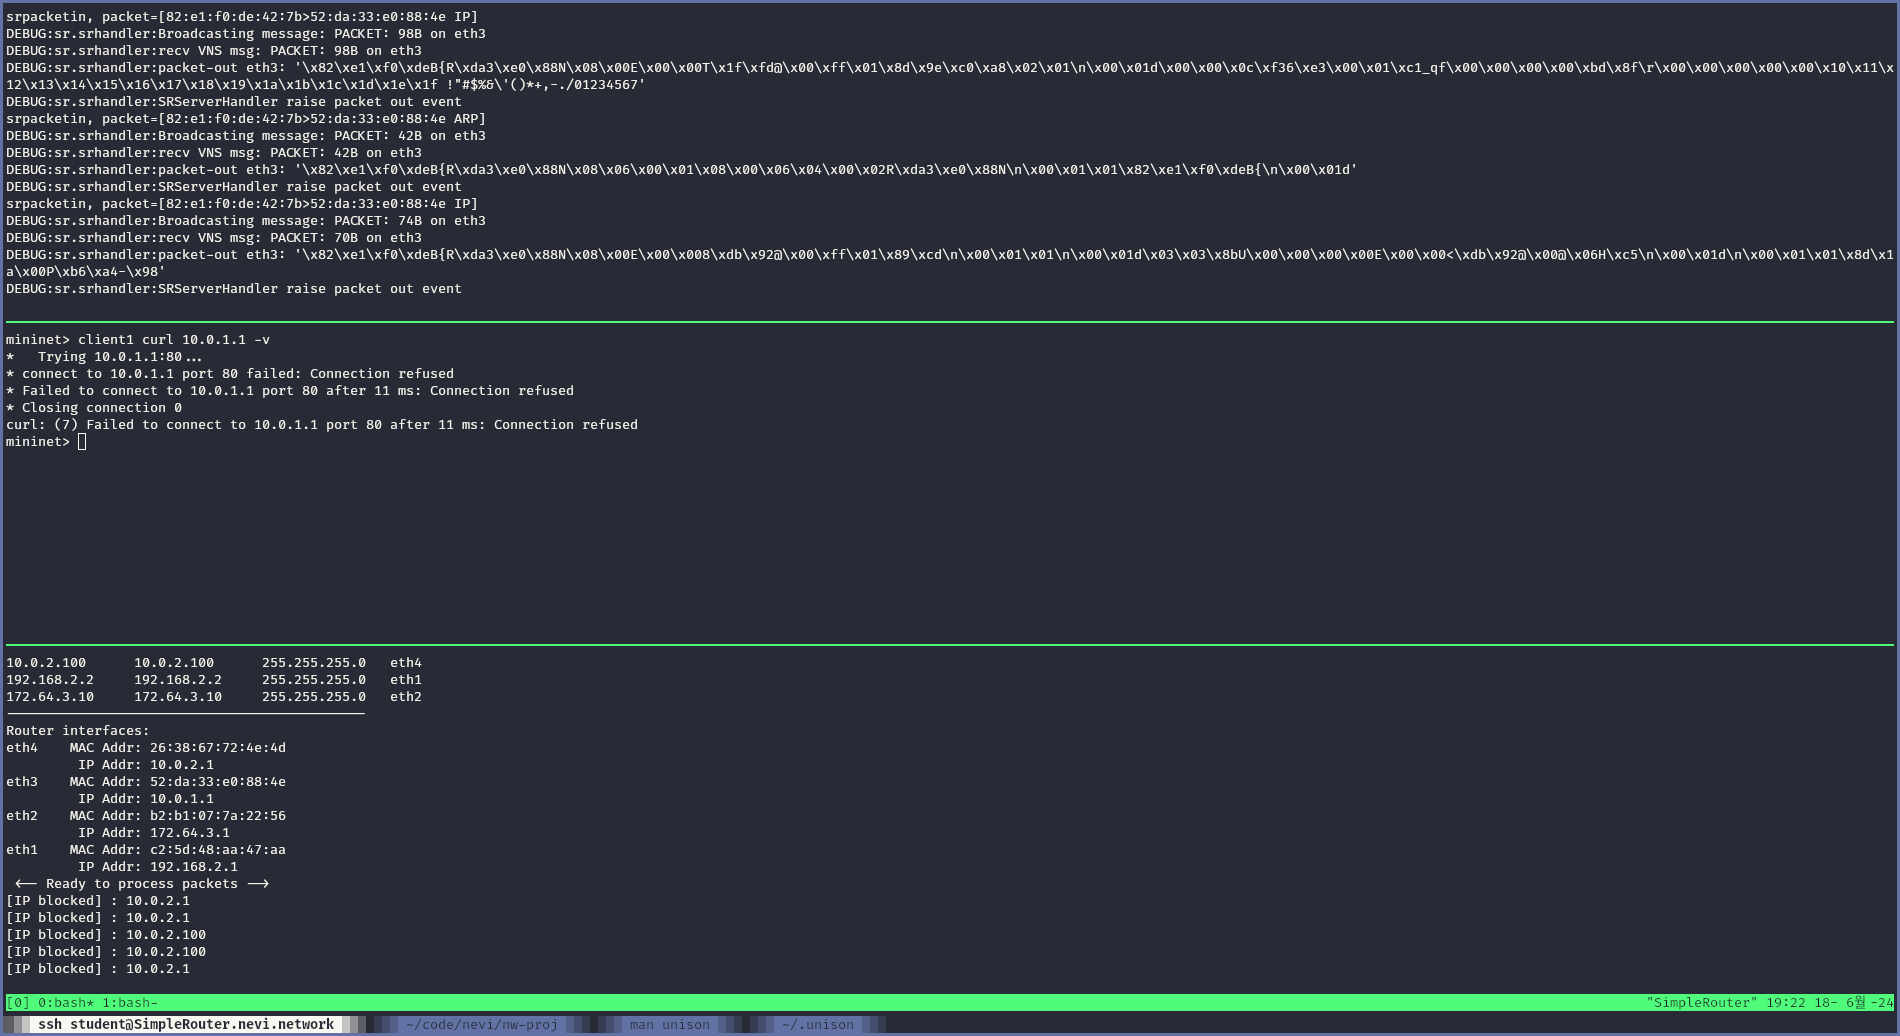 srpacketin, packet=[82:e1:f0:de:42:7b>52:da:33:e0:88:4e IP]
DEBUG:sr.srhandler:Broadcasting message: PACKET: 98B on eth3
DEBUG:sr.srhandler:recv VNS msg: PACKET: 98B on eth3
DEBUG:sr.srhandler:packet-out eth3: '\x82\xe1\xf0\xdeB{R\xda3\xe0\x88N\x08\x00E\x00\x00T\x1f\xfd@\x00\xff\x01\x8d\x9e\xc0\xa8\x02\x01\n\x00\x01d\x00\x00\x0c\xf36\xe3\x00\x01\xc1_qf\x00\x00\x00\x00\xbd\x8f\r\x00\x00\x00\x00\x00\x10\x11\x
12\x13\x14\x15\x16\x17\x18\x19\x1a\x1b\x1c\x1d\x1e\x1f !"#$%&\'()*+,-./01234567'
DEBUG:sr.srhandler:SRServerHandler raise packet out event
srpacketin, packet=[82:e1:f0:de:42:7b>52:da:33:e0:88:4e ARP]
DEBUG:sr.srhandler:Broadcasting message: PACKET: 42B on eth3
DEBUG:sr.srhandler:recv VNS msg: PACKET: 42B on eth3
DEBUG:sr.srhandler:packet-out eth3: '\x82\xe1\xf0\xdeB{R\xda3\xe0\x88N\x08\x06\x00\x01\x08\x00\x06\x04\x00\x02R\xda3\xe0\x88N\n\x00\x01\x01\x82\xe1\xf0\xdeB{\n\x00\x01d'
DEBUG:sr.srhandler:SRServerHandler raise packet out event
srpacketin, packet=[82:e1:f0:de:42:7b>52:da:33:e0:88:4e IP]
DEBUG:sr.srhandler:Broadcasting message: PACKET: 74B on eth3
DEBUG:sr.srhandler:recv VNS msg: PACKET: 70B on eth3
DEBUG:sr.srhandler:packet-out eth3: '\x82\xe1\xf0\xdeB{R\xda3\xe0\x88N\x08\x00E\x00\x008\xdb\x92@\x00\xff\x01\x89\xcd\n\x00\x01\x01\n\x00\x01d\x03\x03\x8bU\x00\x00\x00\x00E\x00\x00<\xdb\x92@\x00@\x06H\xc5\n\x00\x01d\n\x00\x01\x01\x8d\x1
a\x00P\xb6\xa4-\x98'
DEBUG:sr.srhandler:SRServerHandler raise packet out event
mininet> client1 curl 10.0.1.1 -v
*   Trying 10.0.1.1:80...
* connect to 10.0.1.1 port 80 failed: Connection refused
* Failed to connect to 10.0.1.1 port 80 after 11 ms: Connection refused
* Closing connection 0
curl: (7) Failed to connect to 10.0.1.1 port 80 after 11 ms: Connection refused
mininet>
10.0.2.100      10.0.2.100      255.255.255.0   eth4
192.168.2.2     192.168.2.2     255.255.255.0   eth1
172.64.3.10     172.64.3.10     255.255.255.0   eth2
---------------------------------------------
Router interfaces:
eth4    MAC Addr: 26:38:67:72:4e:4d
         IP Addr: 10.0.2.1
eth3    MAC Addr: 52:da:33:e0:88:4e
         IP Addr: 10.0.1.1
eth2    MAC Addr: b2:b1:07:7a:22:56
         IP Addr: 172.64.3.1
eth1    MAC Addr: c2:5d:48:aa:47:aa
         IP Addr: 192.168.2.1
 <-- Ready to process packets -->
[IP blocked] : 10.0.2.1
[IP blocked] : 10.0.2.1
[IP blocked] : 10.0.2.100
[IP blocked] : 10.0.2.100
[IP blocked] : 10.0.2.1
[0] 0:bash* 1:bash-    "SimpleRouter" 19:22 18- 6월 -24
ssh student@SimpleRouter.nevi.network    ~/code/nevi/nw-proj    man unison    ~/.unison